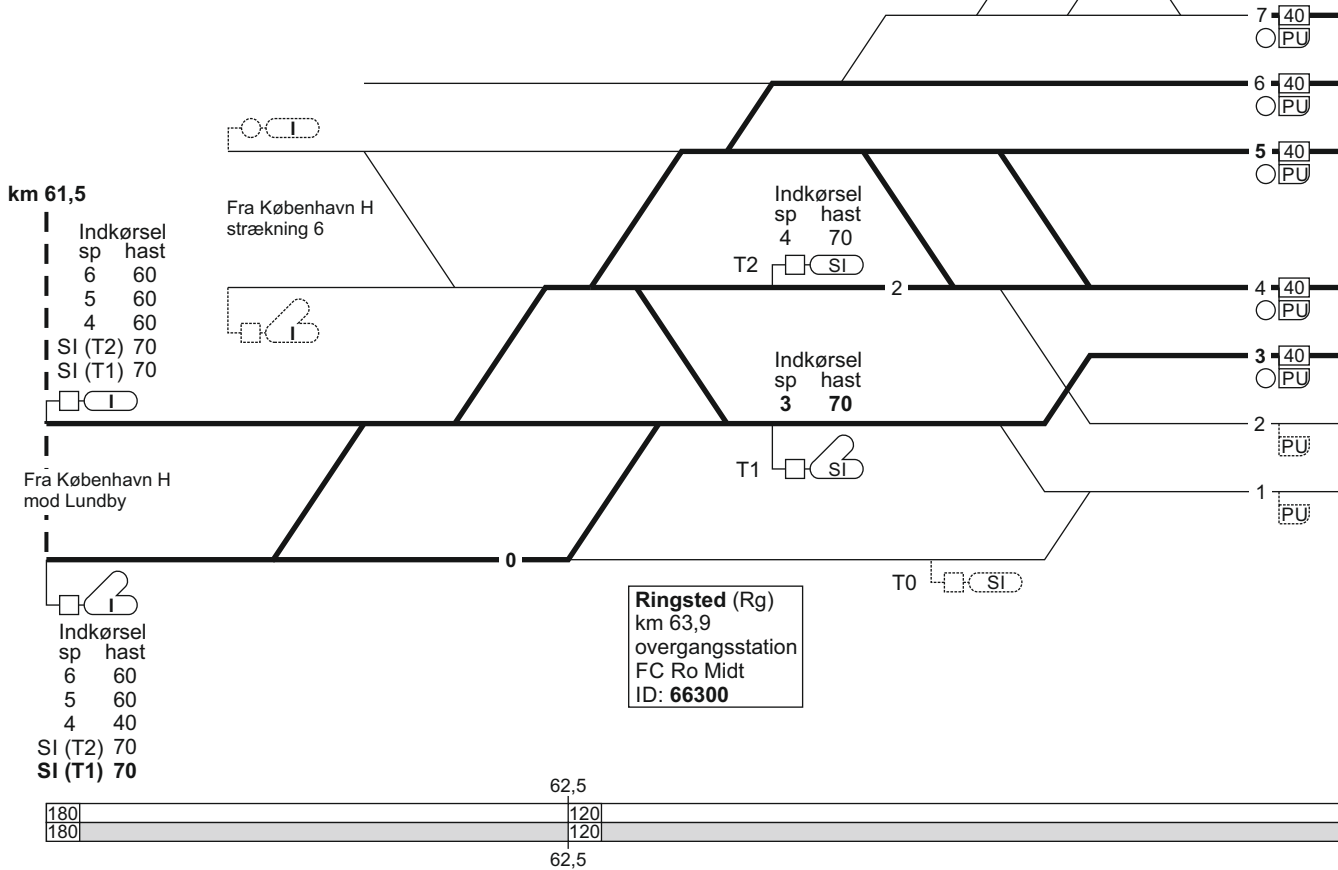 7 40
PU
6 40
PU
I
5 40
PU
km 61,5
Indkørsel
sp hast
6 60
5 60
4 60
SI (T2) 70
SI (T1) 70
I
Fra København H
strækning 6
I
Indkørsel
sp hast
4 70
T2 SI
2
4 40
PU
Indkørsel
sp hast
3 70
T1 SI
3 40
PU
2
PU
1
PU
Fra København H
mod Lundby
0
T0 SI
I
Indkørsel
sp hast
6 60
5 60
4 40
SI (T2) 70
SI (T1) 70
Ringsted (Rg)
km 63,9
overgangsstation
FC Ro Midt
ID: 66300
62,5
180 120
180 120
62,5